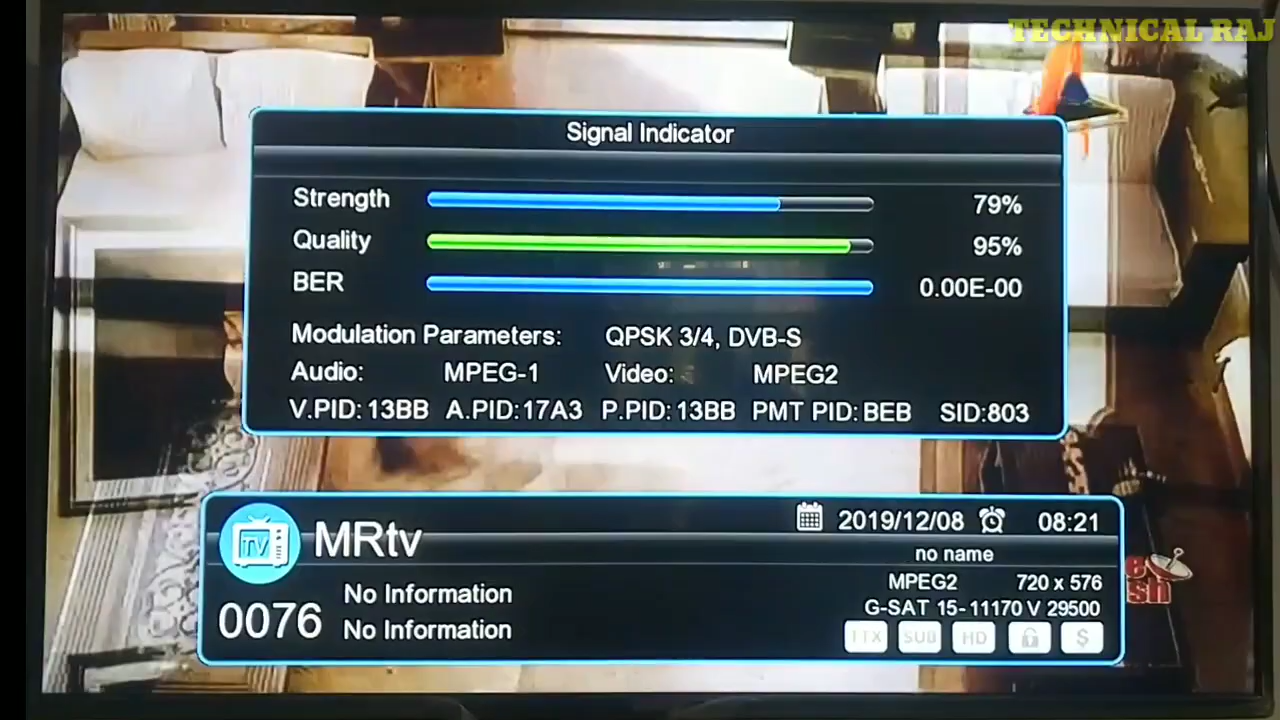 TECHNICAL RAJ
Signal Indicator
Strength 79%
Quality 95%
BER 0.00E-00
Modulation Parameters: QPSK 3/4, DVB-S
Audio: MPEG-1 Video: MPEG2
V.PID: 13BB A.PID:17A3 P.PID: 13BB PMT PID: BEB SID:803
TV MRtv 2019/12/08 08:21
no name
MPEG2 720 x 576
No Information
G-SAT 15-11170 V 29500
0076 No Information
TTX SUB HD $